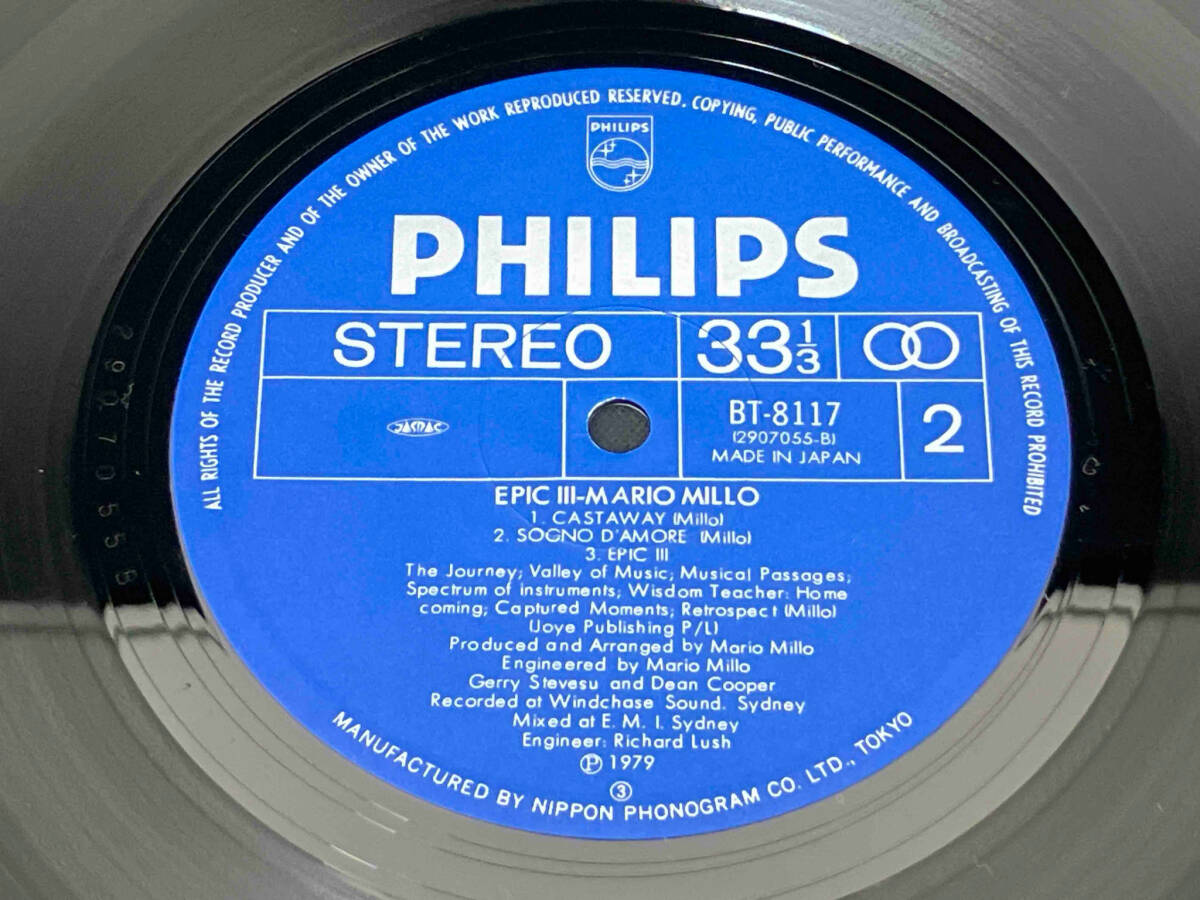 ALL RIGHTS OF THE RECORD PRODUCER AND OF THE OWNER OF THE WORK REPRODUCED RESERVED. COPYING, PUBLIC PERFORMANCE AND BROADCASTING OF THIS RECORD PROHIBITED
PHILIPS
PHILIPS
STEREO
33 1/3
JASRAC
BT-8117
(2907055-B)
MADE IN JAPAN
2
EPIC III-MARIO MILLO
1. CASTAWAY (Millo)
2. SOGNO D'AMORE (Millo)
3. EPIC III
The Journey; Valley of Music; Musical Passages;
Spectrum of instruments; Wisdom Teacher: Home
coming; Captured Moments; Retrospect (Millo)
(Joye Publishing P/L)
Produced and Arranged by Mario Millo
Engineered by Mario Millo
Gerry Stevesu and Dean Cooper
Recorded at Windchase Sound. Sydney
Mixed at E. M. I. Sydney
Engineer: Richard Lush
Ⓟ 1979
③
MANUFACTURED BY NIPPON PHONOGRAM CO. LTD., TOKYO